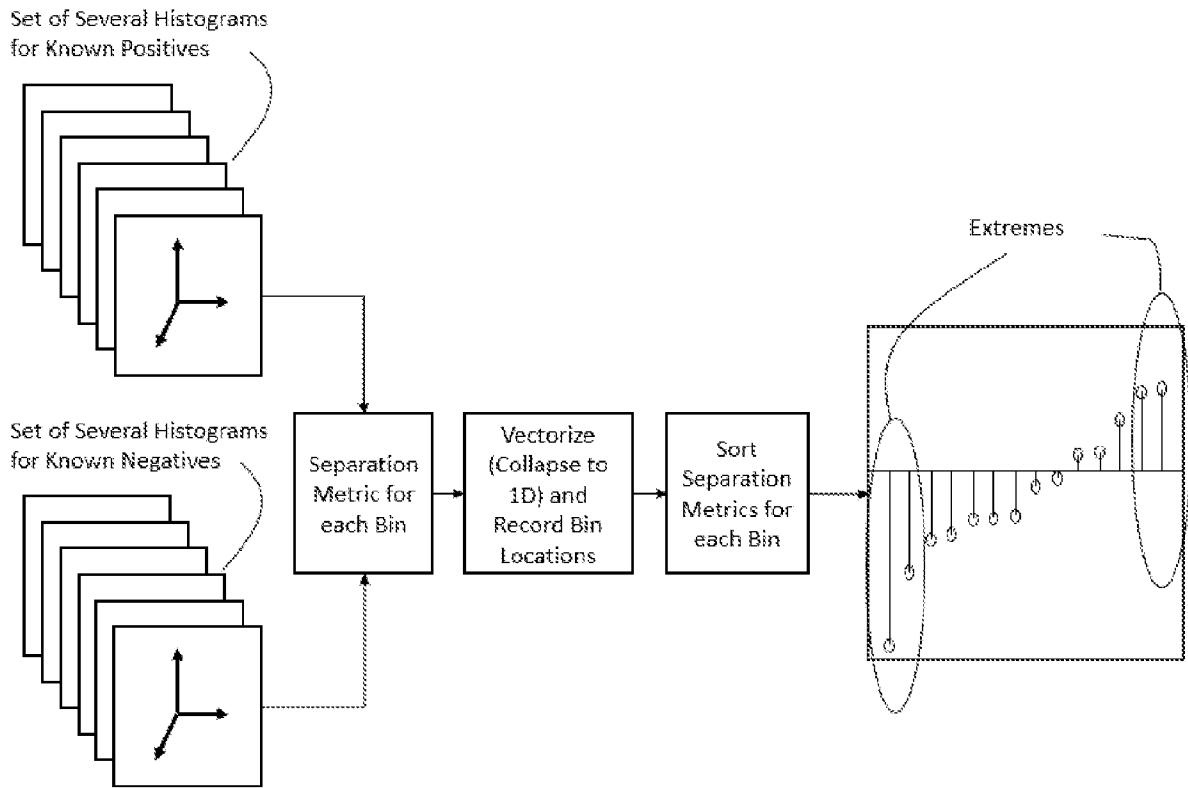 Set of Several Histograms
for Known Positives
Extremes
Set of Several Histograms
for Known Negatives
Separation
Metric for
each Bin
Vectorize
(Collapse to
1D) and
Record Bin
Locations
Sort
Separation
Metrics for
each Bin